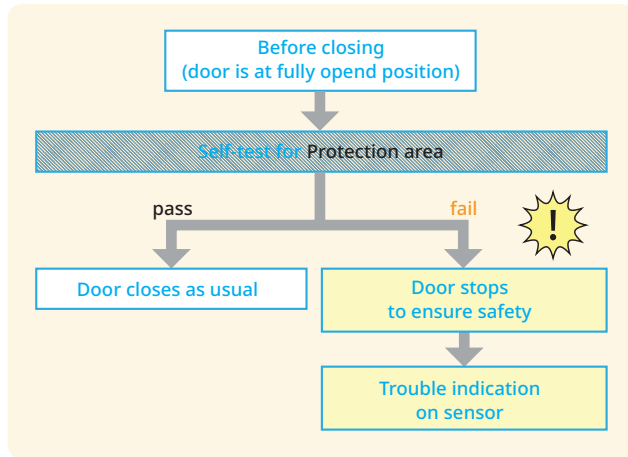 Before closing
(door is at fully opend position)
Self-test for Protection area
pass
fail
!
Door closes as usual
Door stops
to ensure safety
Trouble indication
on sensor